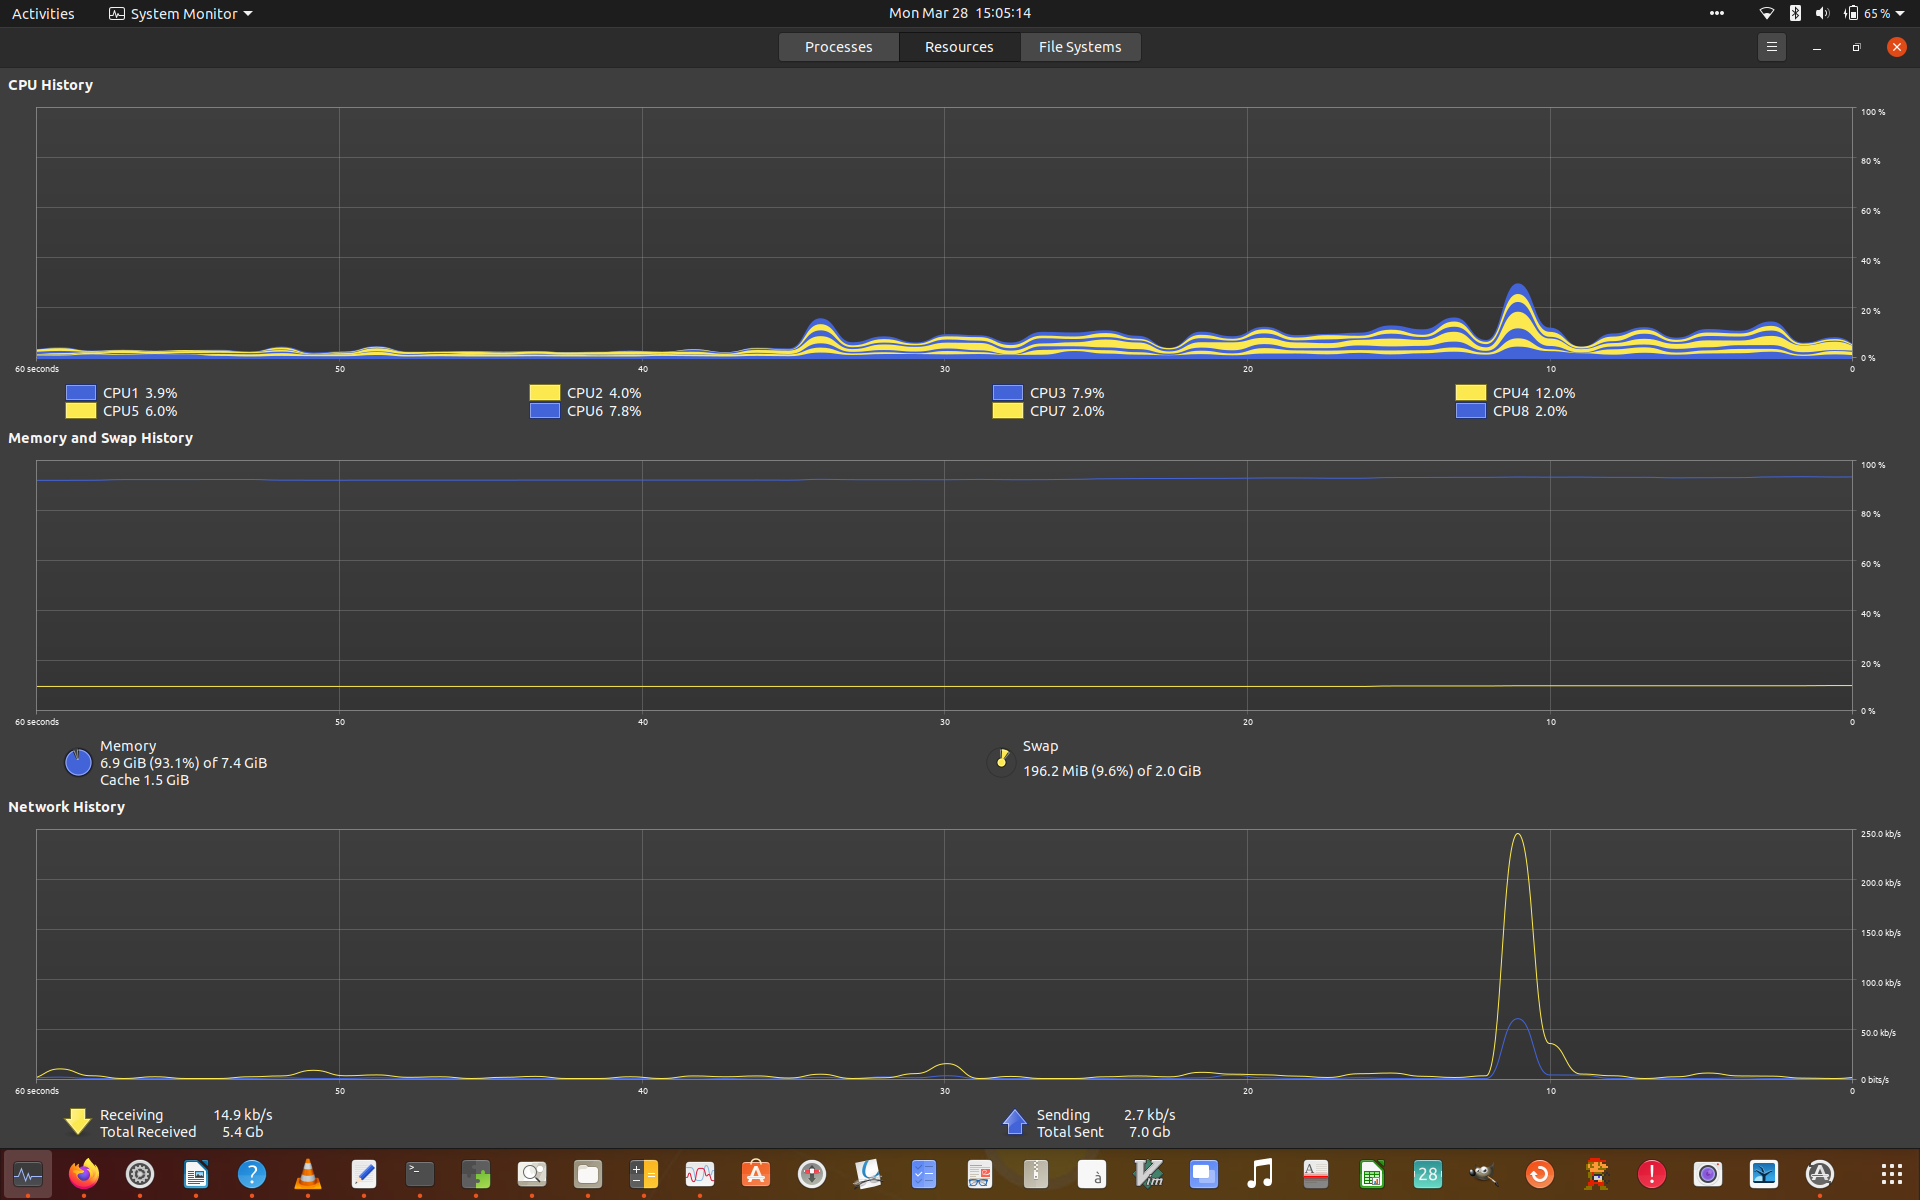 Activities System Monitor Mon Mar 28 15:05:14 65 %
Processes Resources File Systems
CPU History
100 %
80 %
60 %
40 %
20 %
0 %
60 seconds 50 40 30 20 10 0
CPU1 3.9% CPU2 4.0% CPU3 7.9% CPU4 12.0%
CPU5 6.0% CPU6 7.8% CPU7 2.0% CPU8 2.0%
Memory and Swap History
100 %
80 %
60 %
40 %
20 %
0 %
60 seconds 50 40 30 20 10 0
Memory Swap
6.9 GiB (93.1%) of 7.4 GiB 196.2 MiB (9.6%) of 2.0 GiB
Cache 1.5 GiB
Network History
250.0 kb/s
200.0 kb/s
150.0 kb/s
100.0 kb/s
50.0 kb/s
0 bits/s
60 seconds 50 40 30 20 10 0
Receiving 14.9 kb/s Sending 2.7 kb/s
Total Received 5.4 Gb Total Sent 7.0 Gb
? >_ à Vim A 28 !